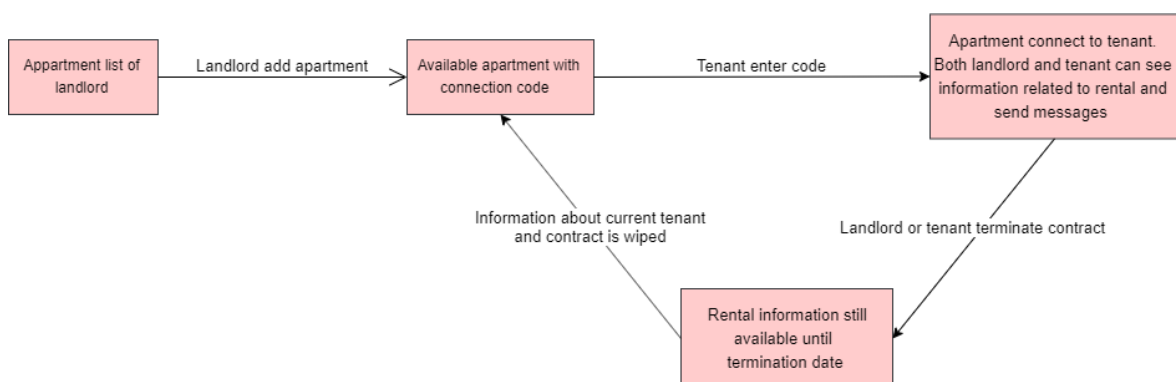 Appartment list of
landlord
Landlord add apartment
Available apartment with
connection code
Tenant enter code
Apartment connect to tenant.
Both landlord and tenant can see
information related to rental and
send messages
Information about current tenant
and contract is wiped
Landlord or tenant terminate contract
Rental information still
available until
termination date